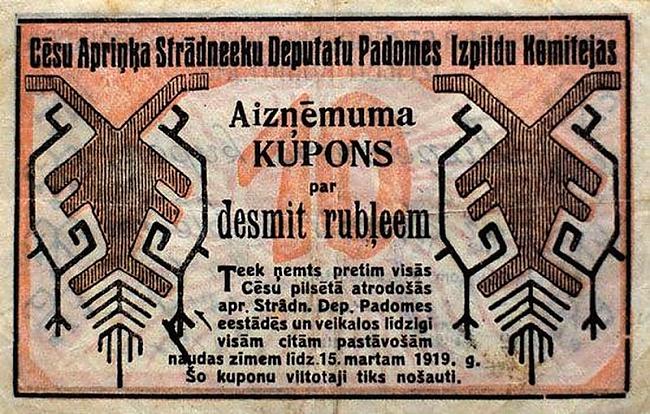 Cēsu Apriņķa Strādneeku Deputatu Padomes Izpildu Komitejas
10
Aizņēmuma
KUPONS
par
desmit rubļeem
Teek ņemts pretim visās
Cēsu pilsētā atrodošās
apr. Strādn. Dep. Padomes
eestādēs un veikalos līdzīgi
visām citām pastāvošām
naudas zīmem līdz 15. martam 1919. g.
Šo kuponu viltotaji tiks nošauti.